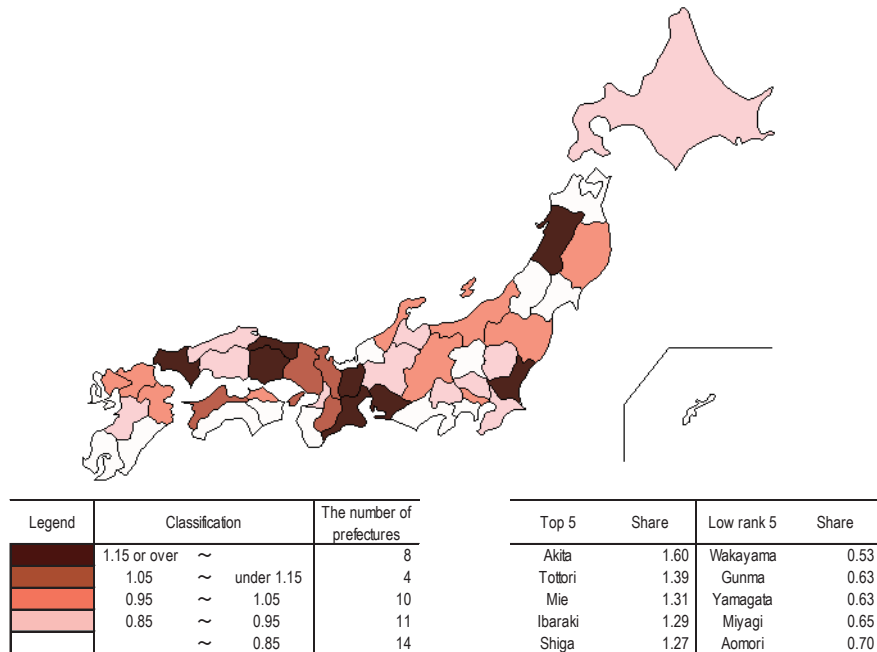 Legend Classification The number of prefectures
1.15 or over ~ 8
1.05 ~ under 1.15 4
0.95 ~ 1.05 10
0.85 ~ 0.95 11
~ 0.85 14
Top 5 Share Low rank 5 Share
Akita 1.60 Wakayama 0.53
Tottori 1.39 Gunma 0.63
Mie 1.31 Yamagata 0.63
Ibaraki 1.29 Miyagi 0.65
Shiga 1.27 Aomori 0.70